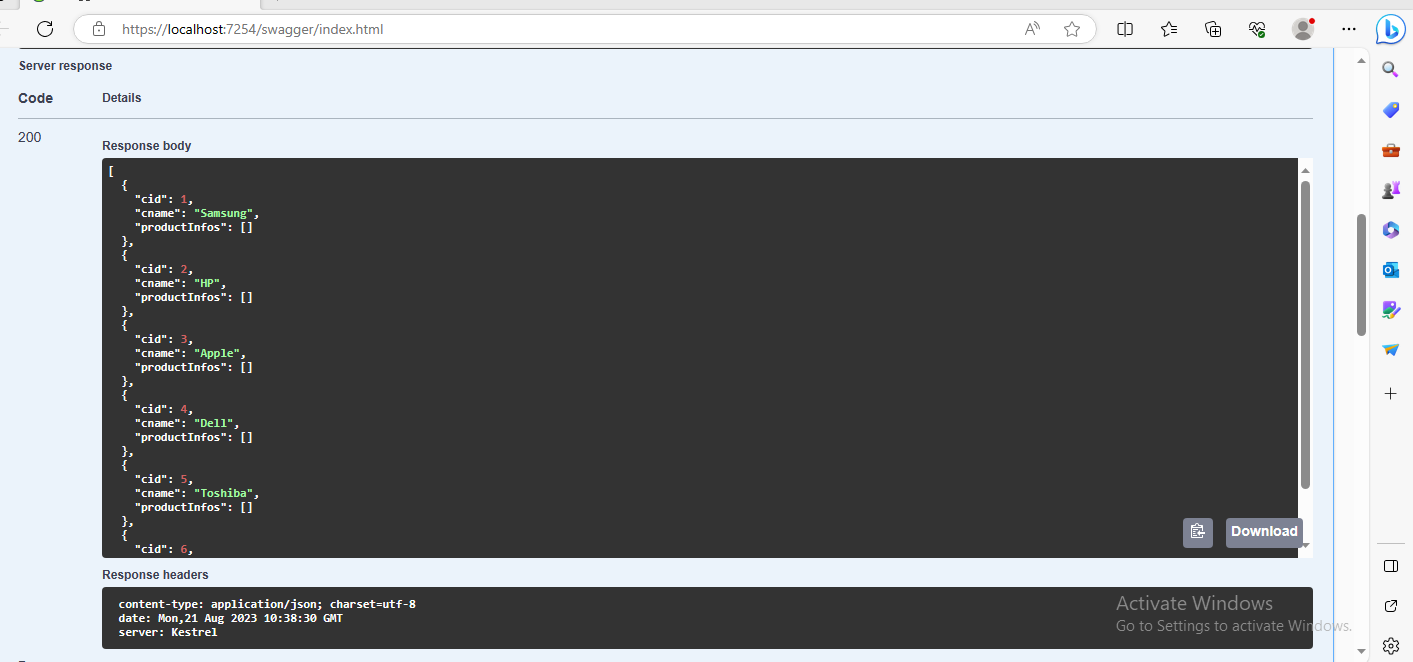 https://localhost:7254/swagger/index.html
Server response
Code Details
200
Response body
[
  {
    "cid": 1,
    "cname": "Samsung",
    "productInfos": []
  },
  {
    "cid": 2,
    "cname": "HP",
    "productInfos": []
  },
  {
    "cid": 3,
    "cname": "Apple",
    "productInfos": []
  },
  {
    "cid": 4,
    "cname": "Dell",
    "productInfos": []
  },
  {
    "cid": 5,
    "cname": "Toshiba",
    "productInfos": []
  },
  {
    "cid": 6,
Download
Response headers
content-type: application/json; charset=utf-8
date: Mon,21 Aug 2023 10:38:30 GMT
server: Kestrel
Activate Windows
Go to Settings to activate Windows.